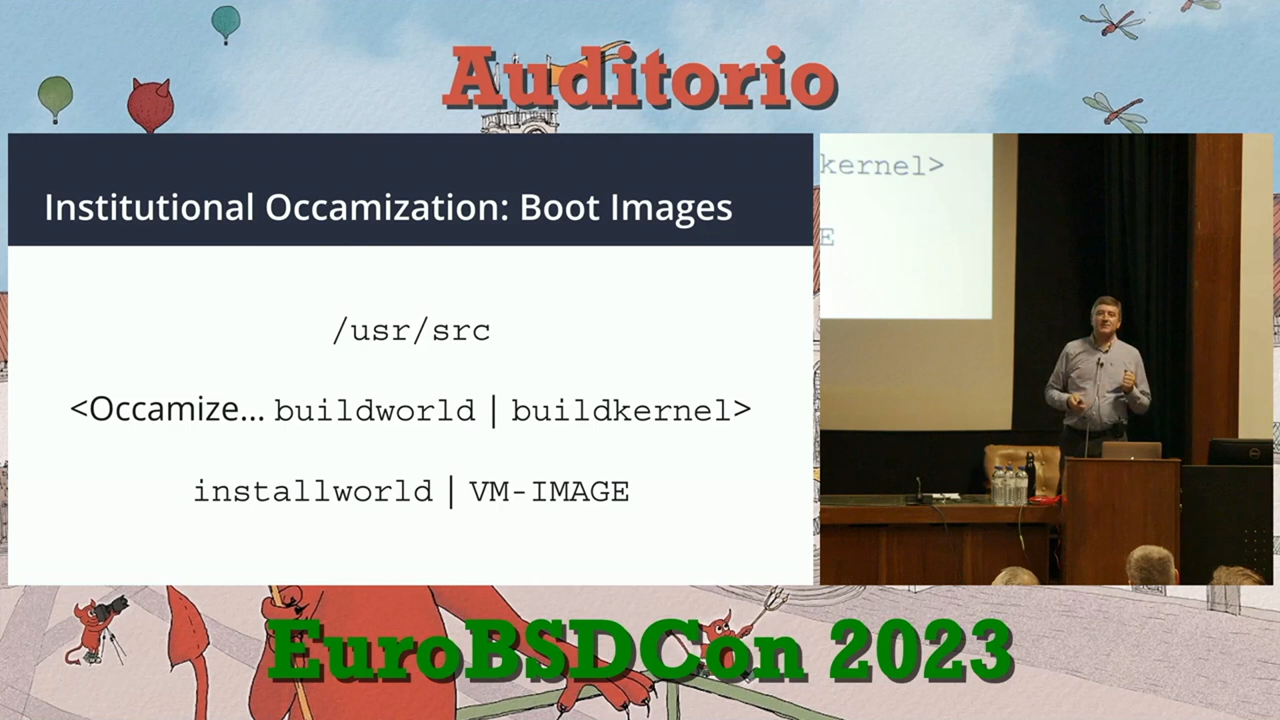 Auditorio
Institutional Occamization: Boot Images
/usr/src
<Occamize... buildworld | buildkernel>
installworld | VM-IMAGE
kernel>
E
EuroBSDCon 2023